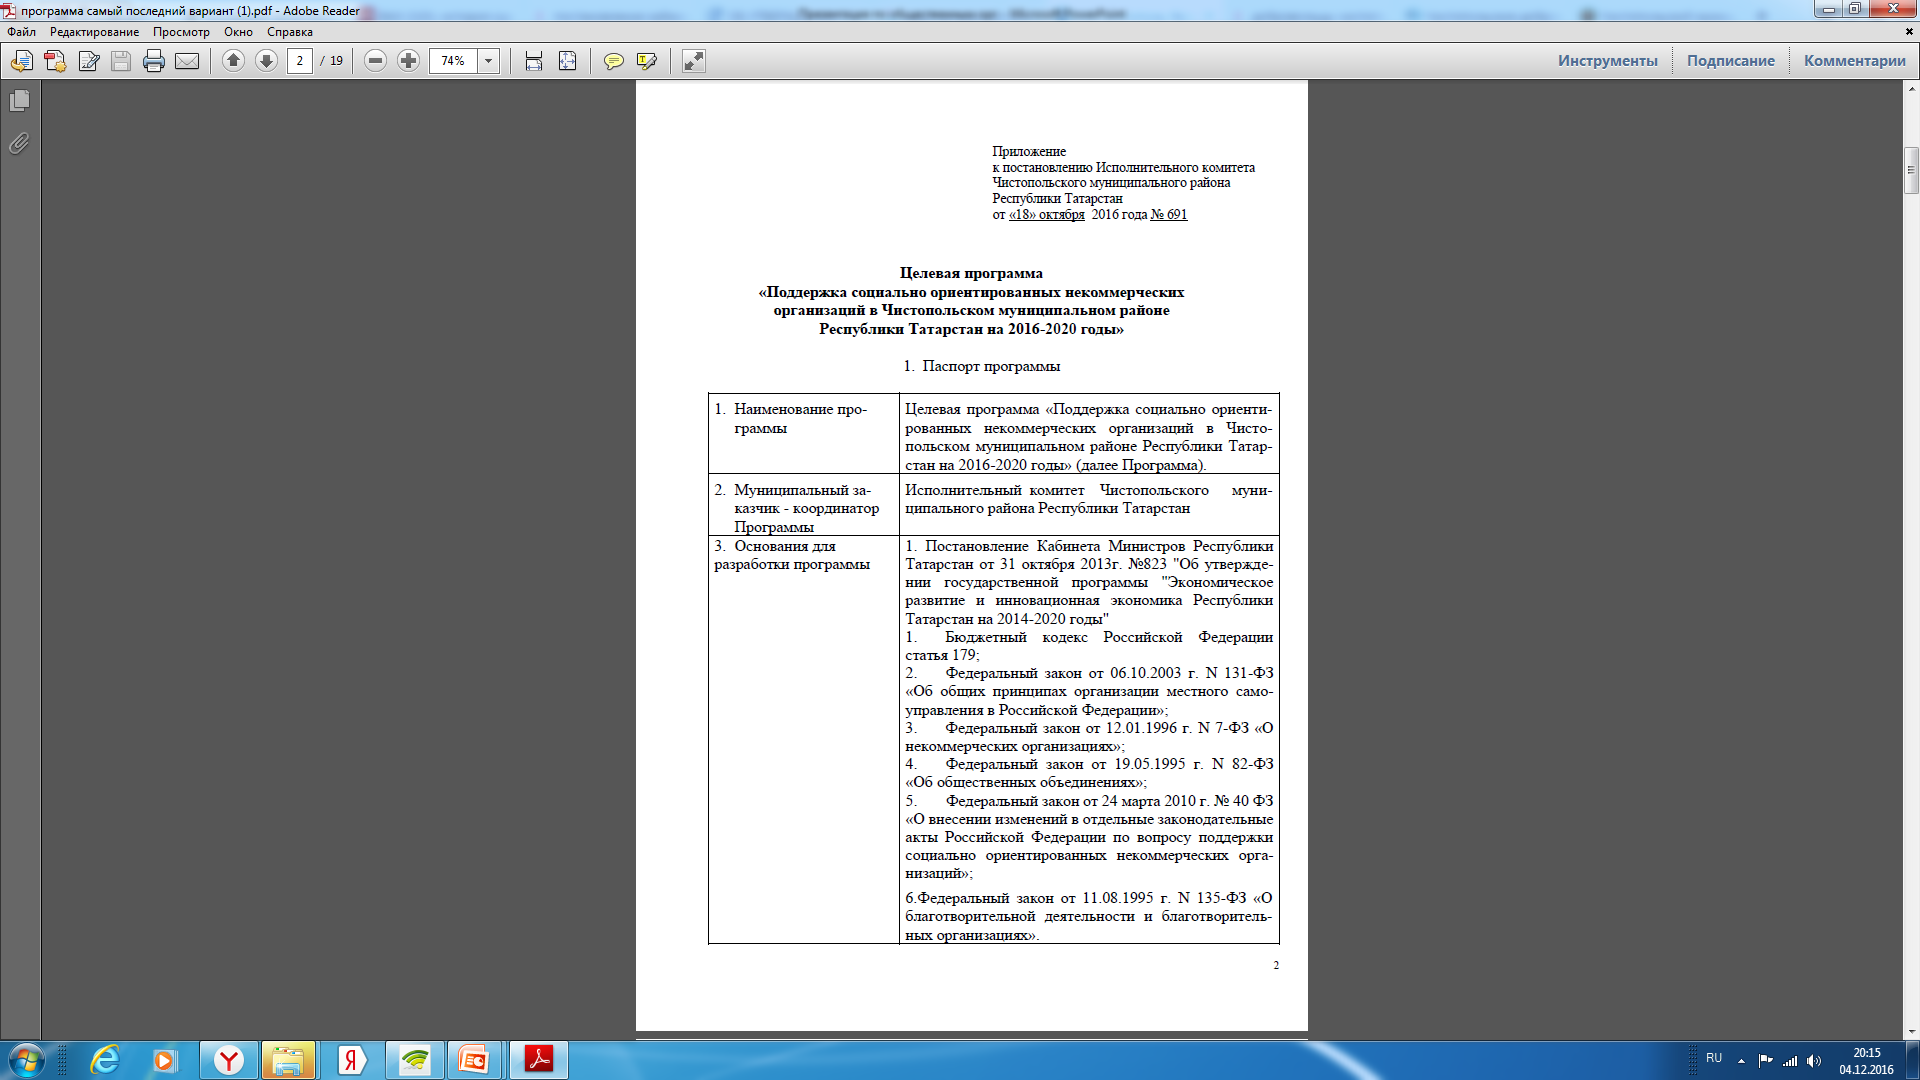 программа самый последний вариант (1).pdf - Adobe Reader
Файл Редактирование Просмотр Окно Справка
2 / 19 74% Инструменты Подписание Комментарии
Приложение
к постановлению Исполнительного комитета
Чистопольского муниципального района
Республики Татарстан
от «18» октября 2016 года № 691
Целевая программа
«Поддержка социально ориентированных некоммерческих
организаций в Чистопольском муниципальном районе
Республики Татарстан на 2016-2020 годы»
1. Паспорт программы
1. Наименование про-
граммы
Целевая программа «Поддержка социально ориенти-
рованных некоммерческих организаций в Чисто-
польском муниципальном районе Республики Татар-
стан на 2016-2020 годы» (далее Программа).
2. Муниципальный за-
казчик - координатор
Программы
Исполнительный комитет Чистопольского муни-
ципального района Республики Татарстан
3. Основания для
разработки программы
1. Постановление Кабинета Министров Республики
Татарстан от 31 октября 2013г. №823 "Об утвержде-
нии государственной программы "Экономическое
развитие и инновационная экономика Республики
Татарстан на 2014-2020 годы"
1. Бюджетный кодекс Российской Федерации
статья 179;
2. Федеральный закон от 06.10.2003 г. N 131-ФЗ
«Об общих принципах организации местного само-
управления в Российской Федерации»;
3. Федеральный закон от 12.01.1996 г. N 7-ФЗ «О
некоммерческих организациях»;
4. Федеральный закон от 19.05.1995 г. N 82-ФЗ
«Об общественных объединениях»;
5. Федеральный закон от 24 марта 2010 г. № 40 ФЗ
«О внесении изменений в отдельные законодательные
акты Российской Федерации по вопросу поддержки
социально ориентированных некоммерческих орга-
низаций»;
6.Федеральный закон от 11.08.1995 г. N 135-ФЗ «О
благотворительной деятельности и благотворитель-
ных организациях».
2
RU
20:15
04.12.2016